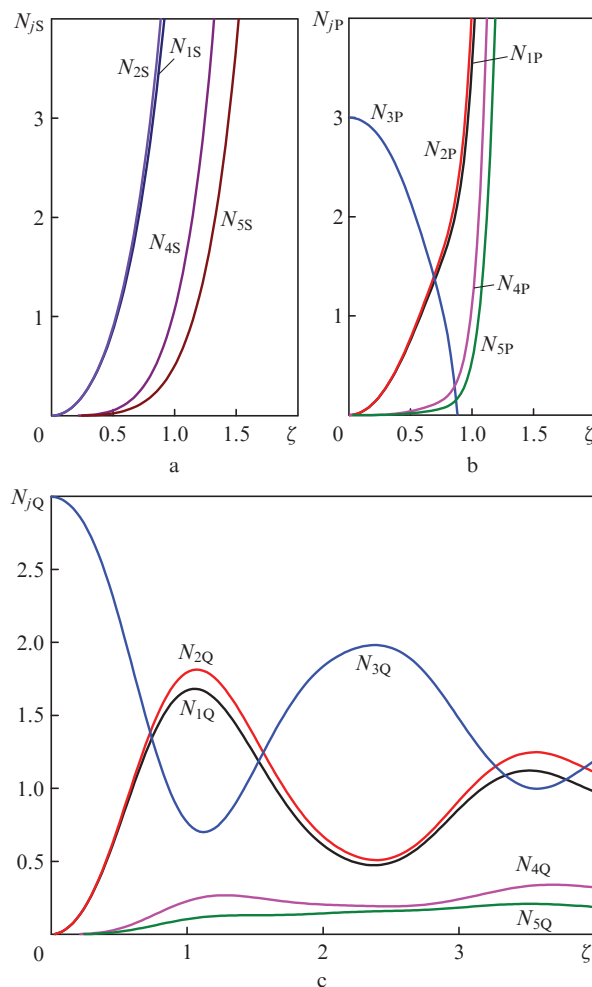 N_jS
N_2S N_1S
3
2
N_4S N_5S
1
0 0.5 1.0 1.5 ζ
a
N_jP
N_1P
3 N_3P
N_2P
2
N_4P
1
N_5P
0 0.5 1.0 1.5 ζ
b
N_jQ
2.5
2.0
N_2Q N_3Q
1.5 N_1Q
1.0
0.5
N_4Q
N_5Q
0 1 2 3 ζ
c